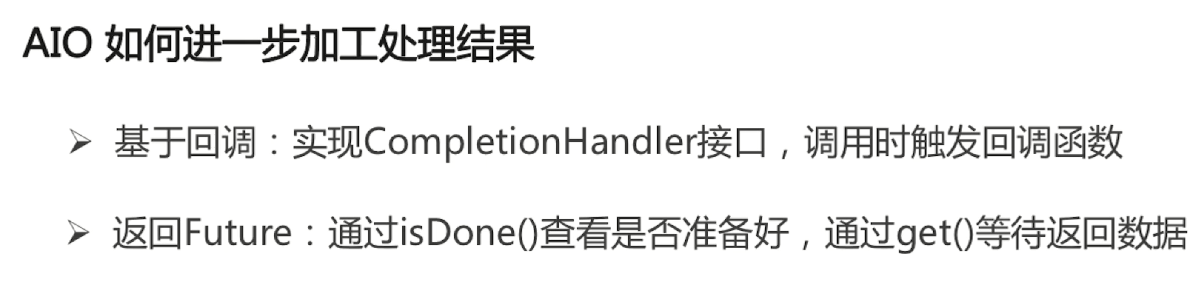 AIO 如何进一步加工处理结果
➢ 基于回调：实现CompletionHandler接口，调用时触发回调函数
➢ 返回Future：通过isDone()查看是否准备好，通过get()等待返回数据